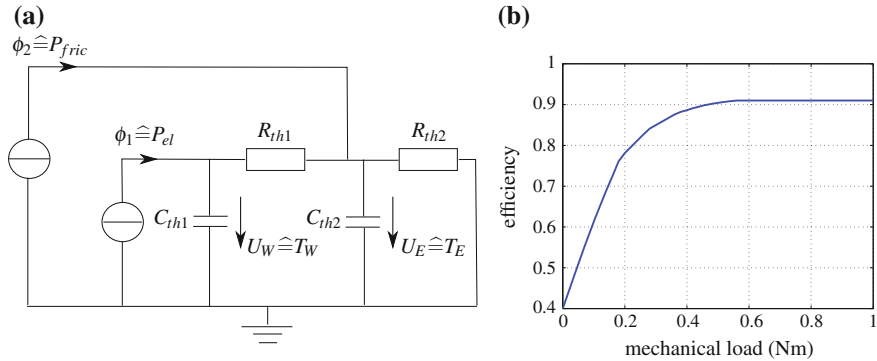 (a)
ϕ2≙Pfric
ϕ1≙Pel
Rth1
Rth2
Cth1
UW≙TW
Cth2
UE≙TE
(b)
efficiency
1
0.9
0.8
0.7
0.6
0.5
0.4
0
0.2
0.4
0.6
0.8
1
mechanical load (Nm)